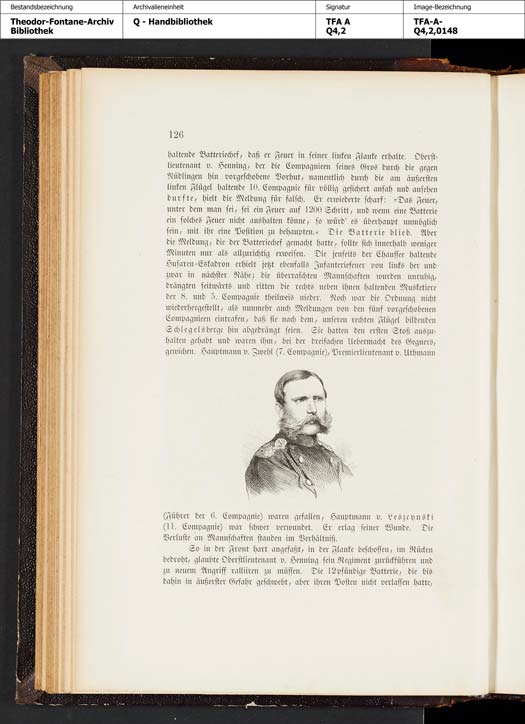 Bestandsbezeichnung
Archivalieneinheit
Signatur
Image-Bezeichnung
Theodor-Fontane-Archiv
Bibliothek
Q - Handbibliothek
TFA A
Q4,2
TFA-A-
Q4,2,0148
126
haltende Batteriechef, daß er Feuer in seiner linken Flanke erhalte. Oberst-
lieutenant v. Henning, der die Compagnieen seines Gros durch die gegen
Nüdlingen hin vorgeschobene Vorhut, namentlich durch die am äußersten
linken Flügel haltende 10. Compagnie für völlig gesichert ansah und ansehen
durfte, hielt die Meldung für falsch. Er erwiederte scharf: »Das Feuer,
unter dem man sei, sei ein Feuer auf 1200 Schritt, und wenn eine Batterie
ein solches Feuer nicht aushalten könne, so würd' es überhaupt unmöglich
sein, mit ihr eine Position zu behaupten.« Die Batterie blieb. Aber
die Meldung, die der Batteriechef gemacht hatte, sollte sich innerhalb weniger
Minuten nur als allzurichtig erweisen. Die jenseits der Chaussee haltende
Husaren-Eskadron erhielt jetzt ebenfalls Infanteriefeuer von links her und
zwar in nächster Nähe; die überraschten Mannschaften wurden unruhig,
drängten seitwärts und ritten die rechts neben ihnen haltenden Musketiere
der 8. und 5. Compagnie theilweis nieder. Noch war die Ordnung nicht
wiederhergestellt, als nunmehr auch Meldungen von den fünf vorgeschobenen
Compagnieen eintrafen, daß sie nach dem, unseren rechten Flügel bildenden
Schlegelsberge hin abgedrängt seien. Sie hatten den ersten Stoß auszu-
halten gehabt und waren ihm, bei der dreifachen Uebermacht des Gegners,
gewichen. Hauptmann v. Zwehl (7. Compagnie), Premierlieutenant v. Uthmann
(Führer der 6. Compagnie) waren gefallen, Hauptmann v. Leszcynski
(11. Compagnie) war schwer verwundet. Er erlag seiner Wunde. Die
Verluste an Mannschaften standen im Verhältniß.
So in der Front hart angefaßt, in der Flanke beschossen, im Rücken
bedroht, glaubte Oberstlieutenant v. Henning sein Regiment zurückführen und
zu neuem Angriff ralliiren zu müssen. Die 12pfündige Batterie, die bis
dahin in äußerster Gefahr geschwebt, aber ihren Posten nicht verlassen hatte,